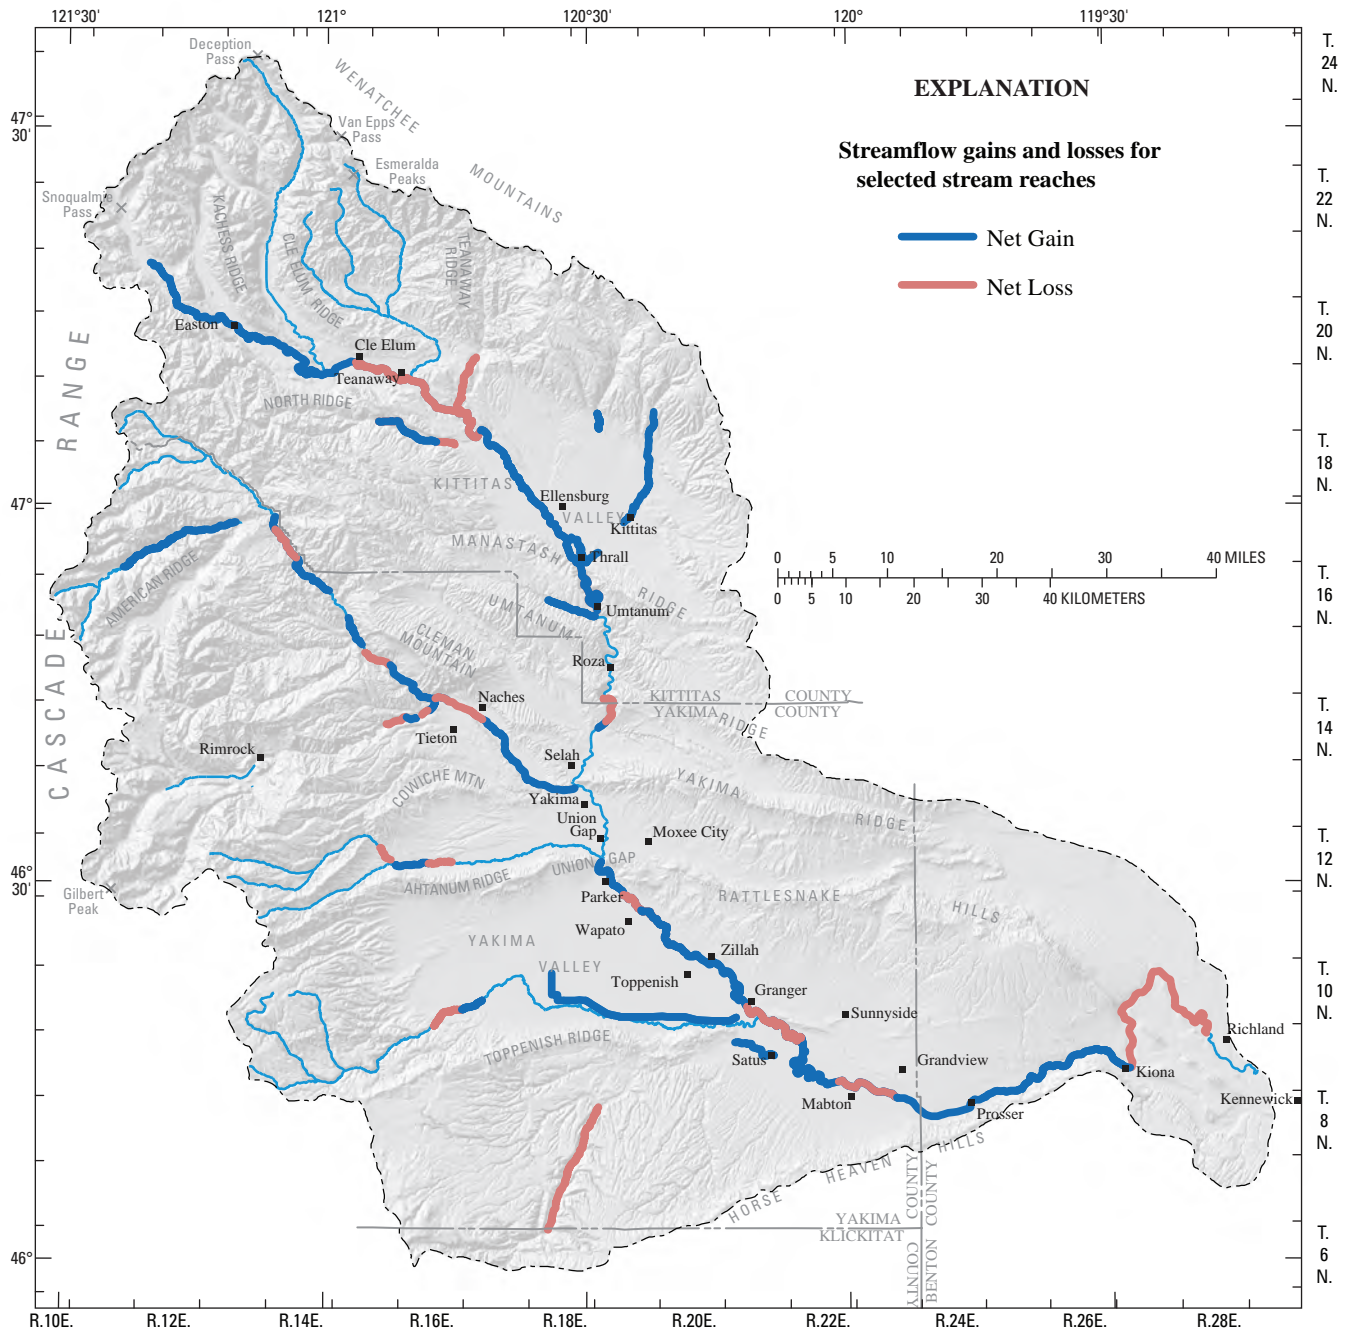 121°30'
121°
120°30'
120°
119°30'
T.
24
N.
T.
22
N.
T.
20
N.
T.
18
N.
T.
16
N.
T.
14
N.
T.
12
N.
T.
10
N.
T.
8
N.
T.
6
N.
47°
30'
47°
46°
30'
46°
EXPLANATION
Streamflow gains and losses for
selected stream reaches
Net Gain
Net Loss
0 5 10 20 30 40 MILES
0 5 10 20 30 40 KILOMETERS
Deception
Pass
WENATCHEE
MOUNTAINS
Van Epps
Pass
Esmeralda
Peaks
Snoqualmie
Pass
KACHESS RIDGE
CLE ELUM RIDGE
TEANAWAY
RIDGE
Easton
Cle Elum
Teanaway
NORTH RIDGE
CASCADE RANGE
KITTITAS
VALLEY
Ellensburg
Kittitas
MANASTASH
RIDGE
Thrall
AMERICAN RIDGE
UMTANUM
RIDGE
Umtanum
CLEMAN
MOUNTAIN
Roza
KITTITAS COUNTY
YAKIMA COUNTY
Naches
Tieton
Rimrock
Selah
COWICHE MTN
YAKIMA
RIDGE
Yakima
Union
Gap
Moxee City
UNION GAP
AHTANUM RIDGE
Gilbert
Peak
Parker
RATTLESNAKE
HILLS
Wapato
YAKIMA
VALLEY
Zillah
Toppenish
Granger
Sunnyside
Richland
TOPPENISH RIDGE
Satus
Grandview
Kiona
Mabton
Prosser
Kennewick
HORSE HEAVEN HILLS
YAKIMA
KLICKITAT
COUNTY
COUNTY
BENTON COUNTY
R.10E.
R.12E.
R.14E.
R.16E.
R.18E.
R.20E.
R.22E.
R.24E.
R.26E.
R.28E.